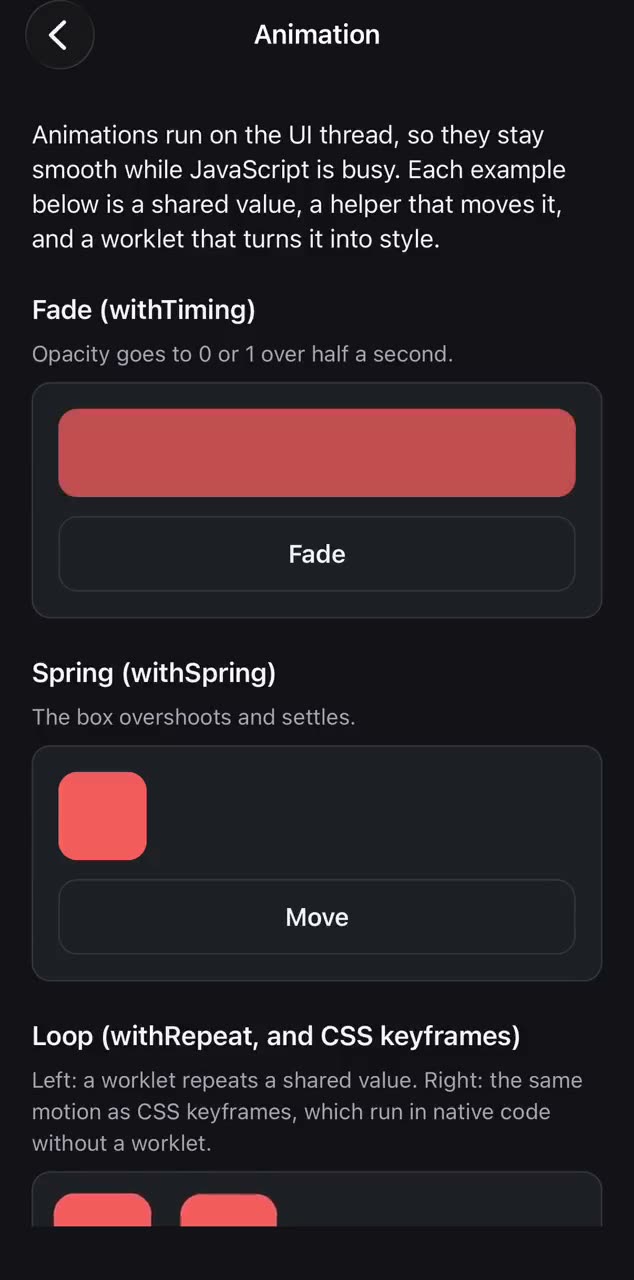 Animation
Animations run on the UI thread, so they stay
smooth while JavaScript is busy. Each example
below is a shared value, a helper that moves it,
and a worklet that turns it into style.
Fade (withTiming)
Opacity goes to 0 or 1 over half a second.
Fade
Spring (withSpring)
The box overshoots and settles.
Move
Loop (withRepeat, and CSS keyframes)
Left: a worklet repeats a shared value. Right: the same
motion as CSS keyframes, which run in native code
without a worklet.